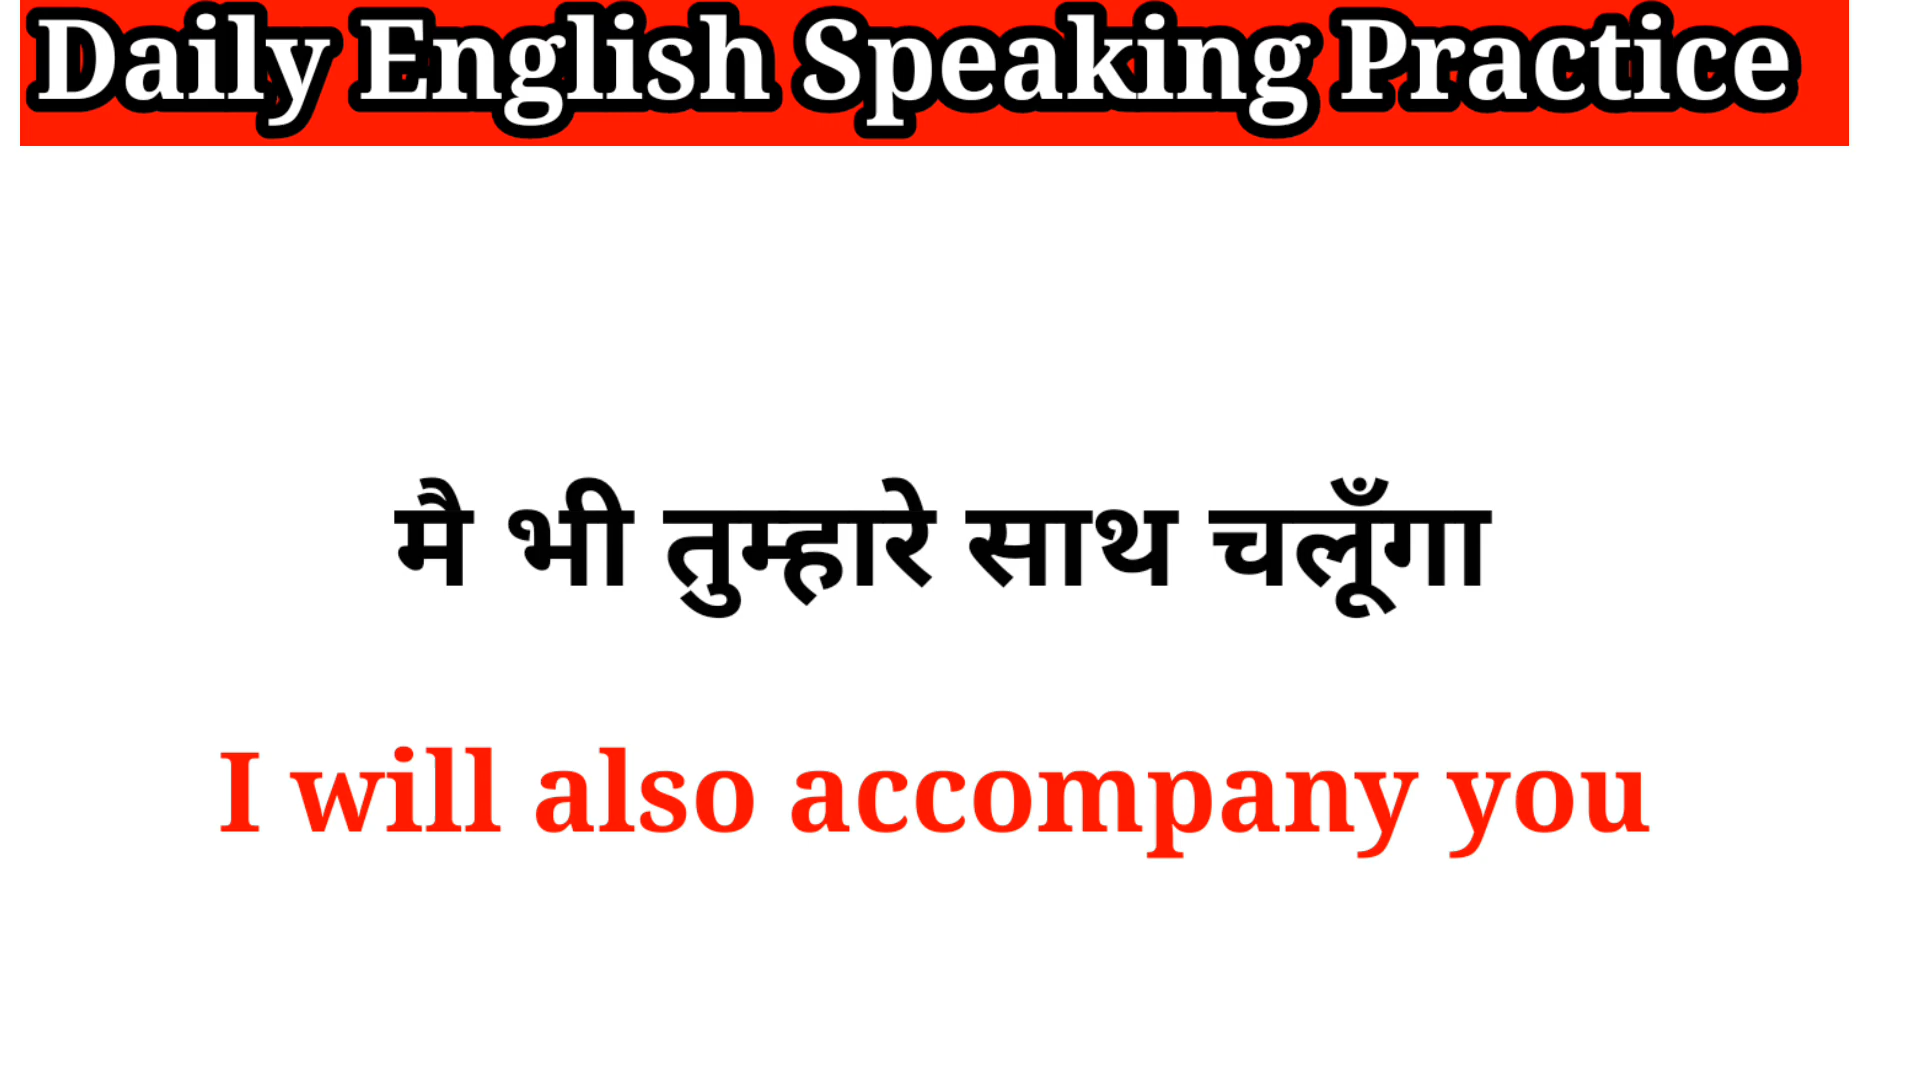 Daily English Speaking Practice
मै भी तुम्हारे साथ चलूँगा
I will also accompany you